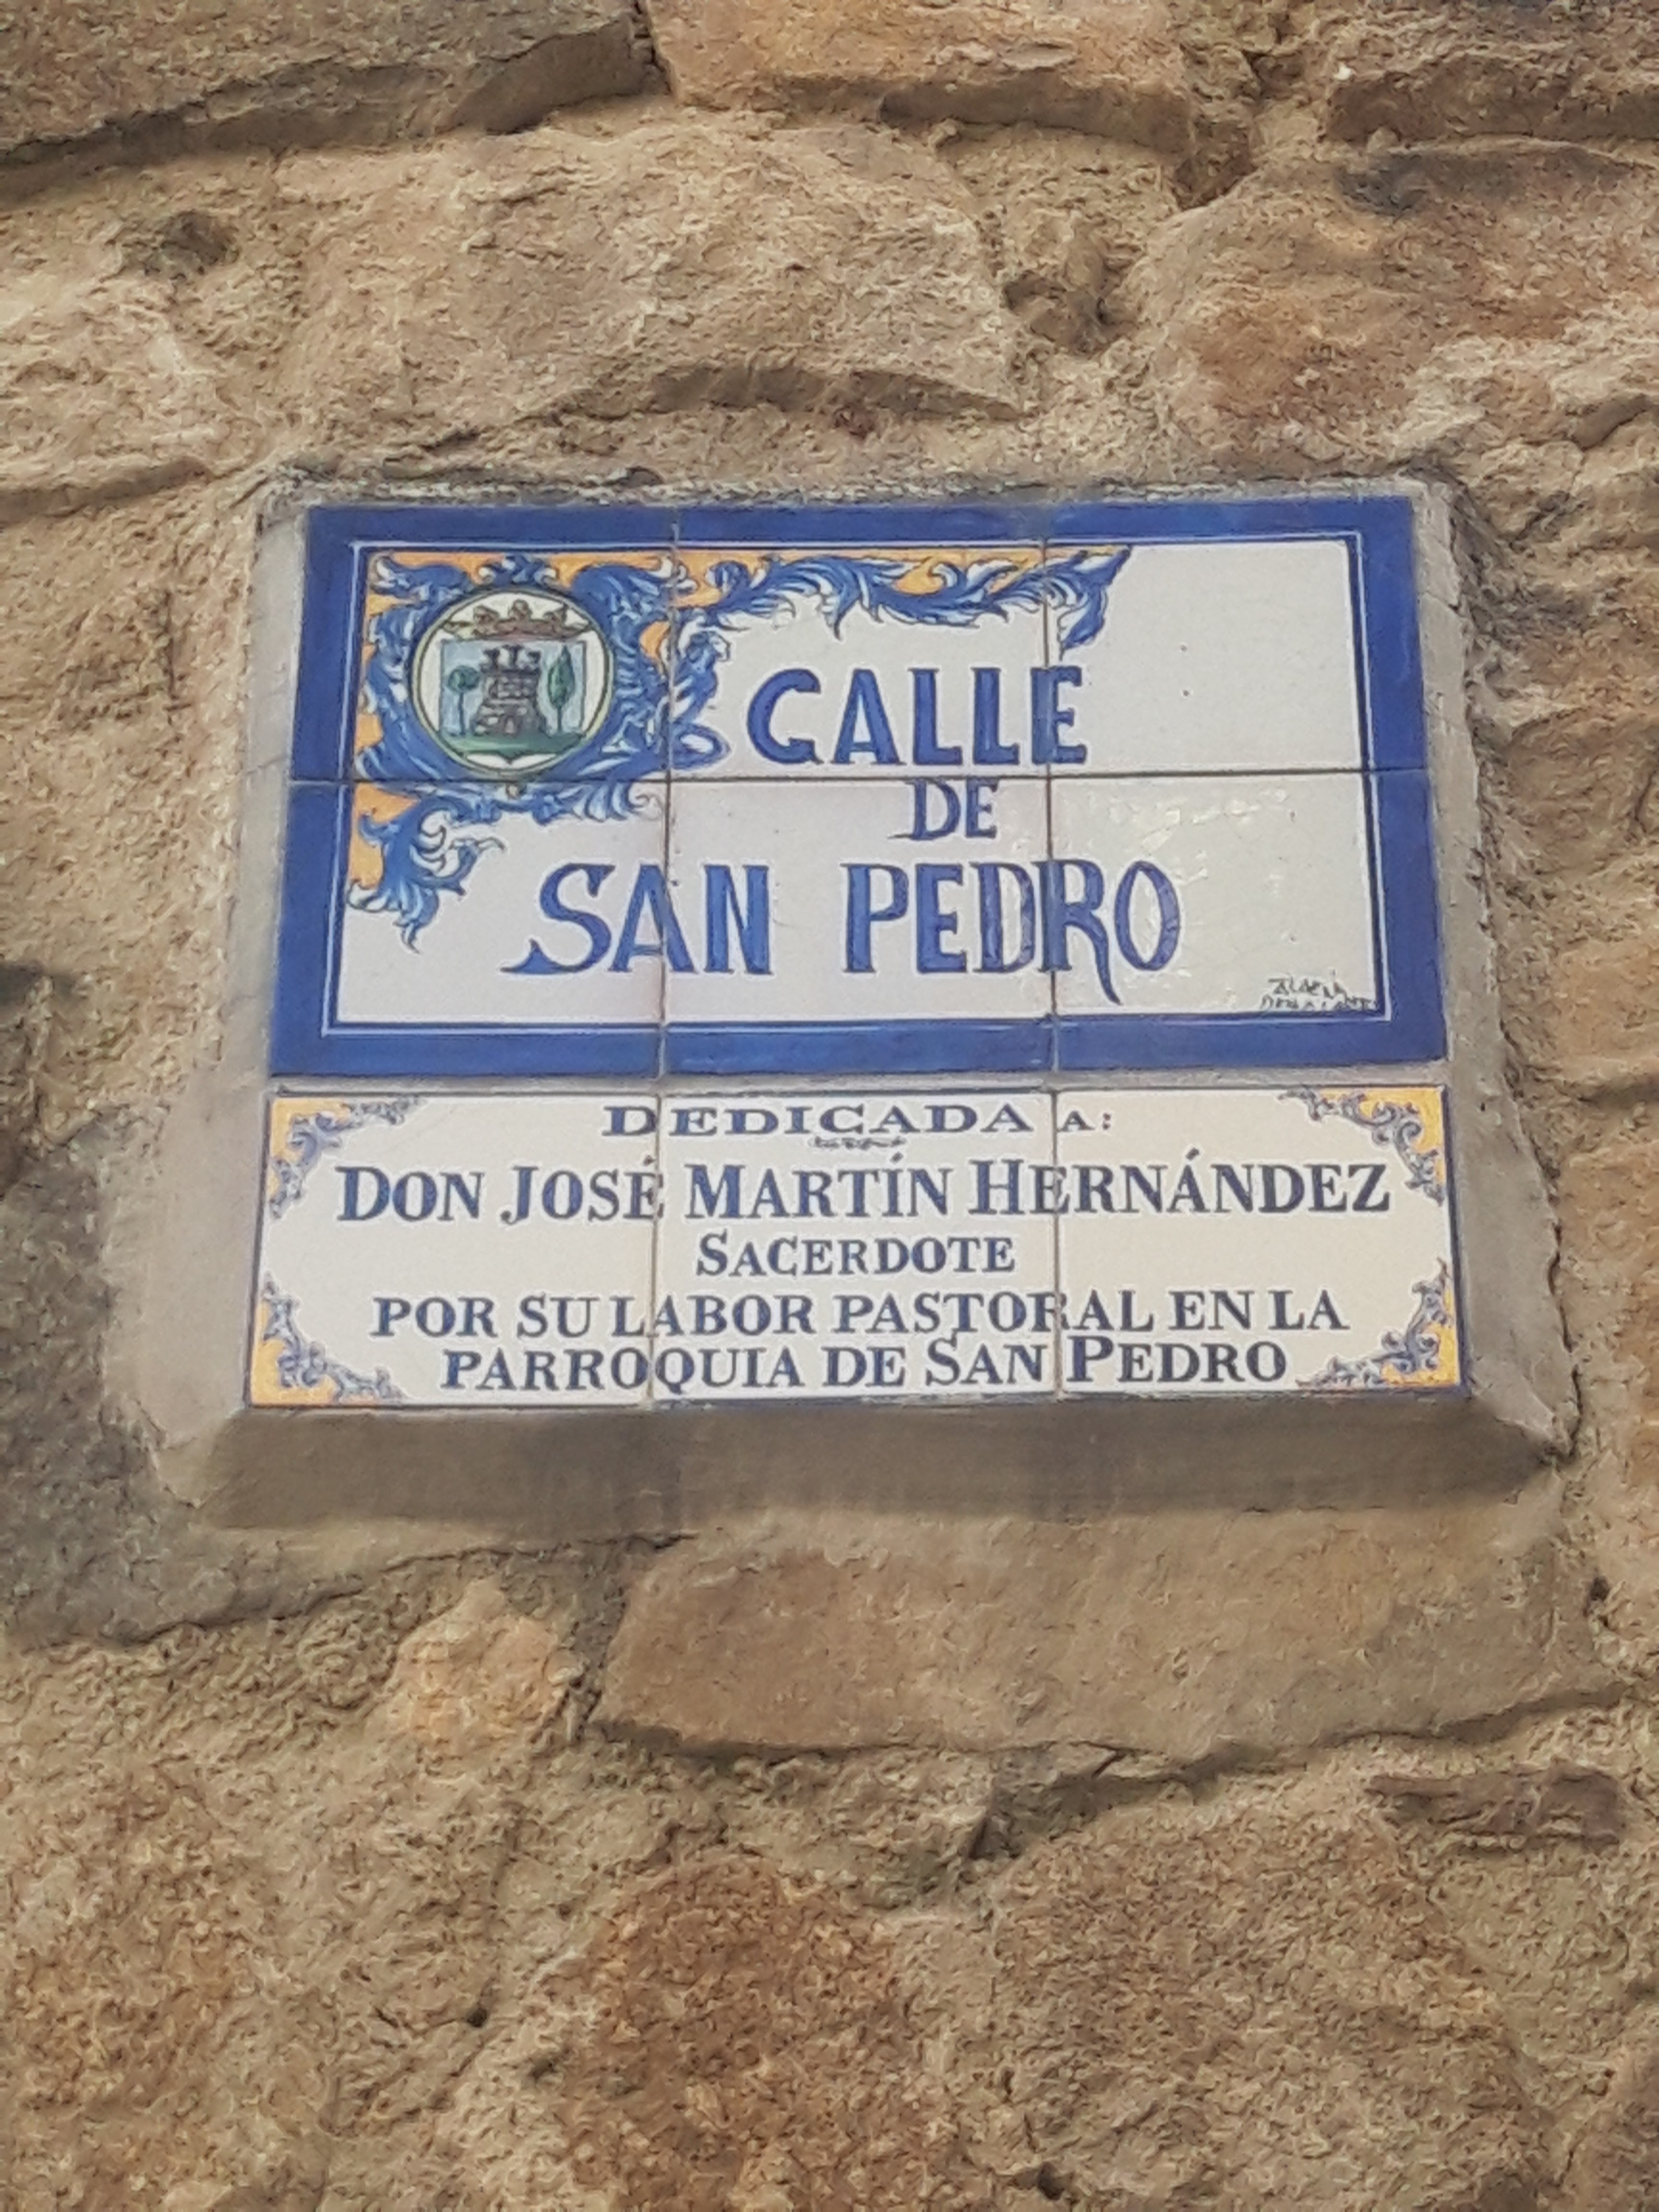 CALLE
DE
SAN PEDRO
DEDICADA A:
DON JOSÉ MARTÍN HERNÁNDEZ
SACERDOTE
POR SU LABOR PASTORAL EN LA
PARROQUIA DE SAN PEDRO